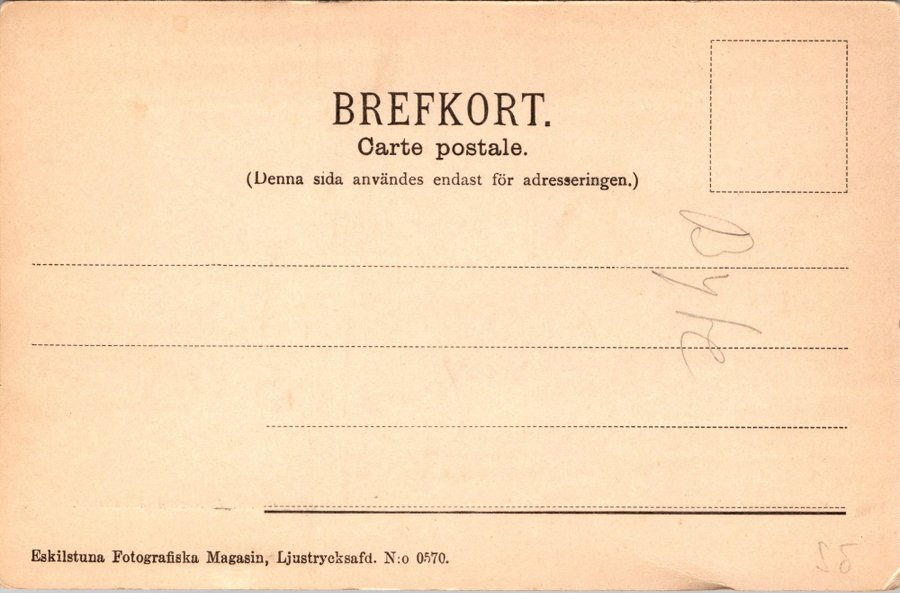 BREFKORT.
Carte postale.
(Denna sida användes endast för adresseringen.)
Eskilstuna Fotografiska Magasin, Ljustrycksafd. N:o 0570.